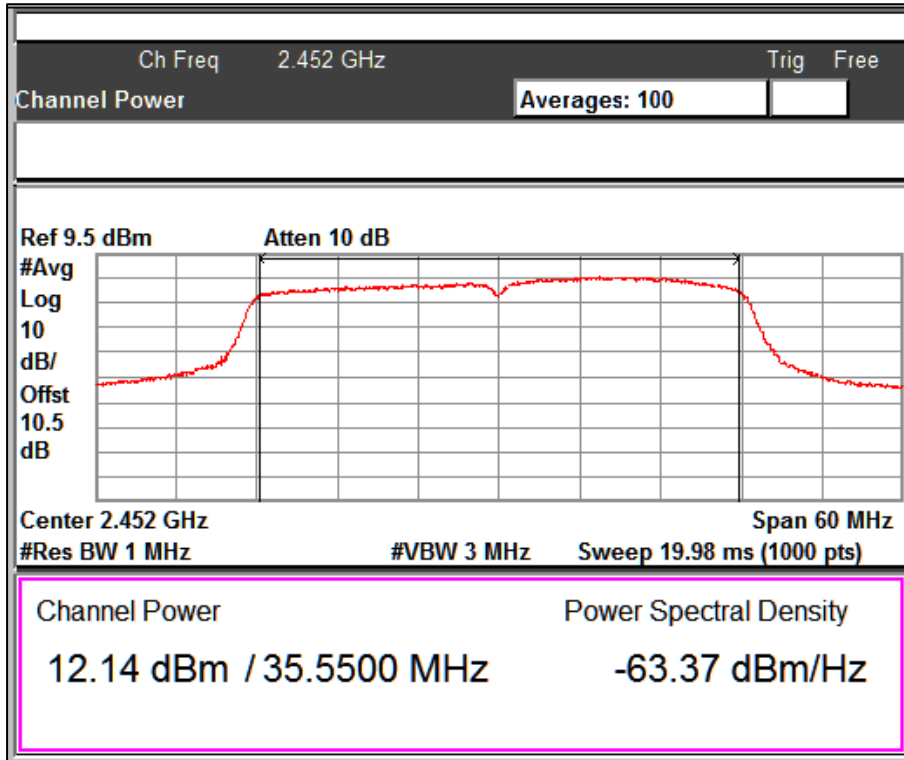 Ch Freq 2.452 GHz Trig Free
Channel Power Averages: 100
Ref 9.5 dBm Atten 10 dB
#Avg
Log
10
dB/
Offst
10.5
dB
Center 2.452 GHz Span 60 MHz
#Res BW 1 MHz #VBW 3 MHz Sweep 19.98 ms (1000 pts)
Channel Power Power Spectral Density
12.14 dBm / 35.5500 MHz -63.37 dBm/Hz